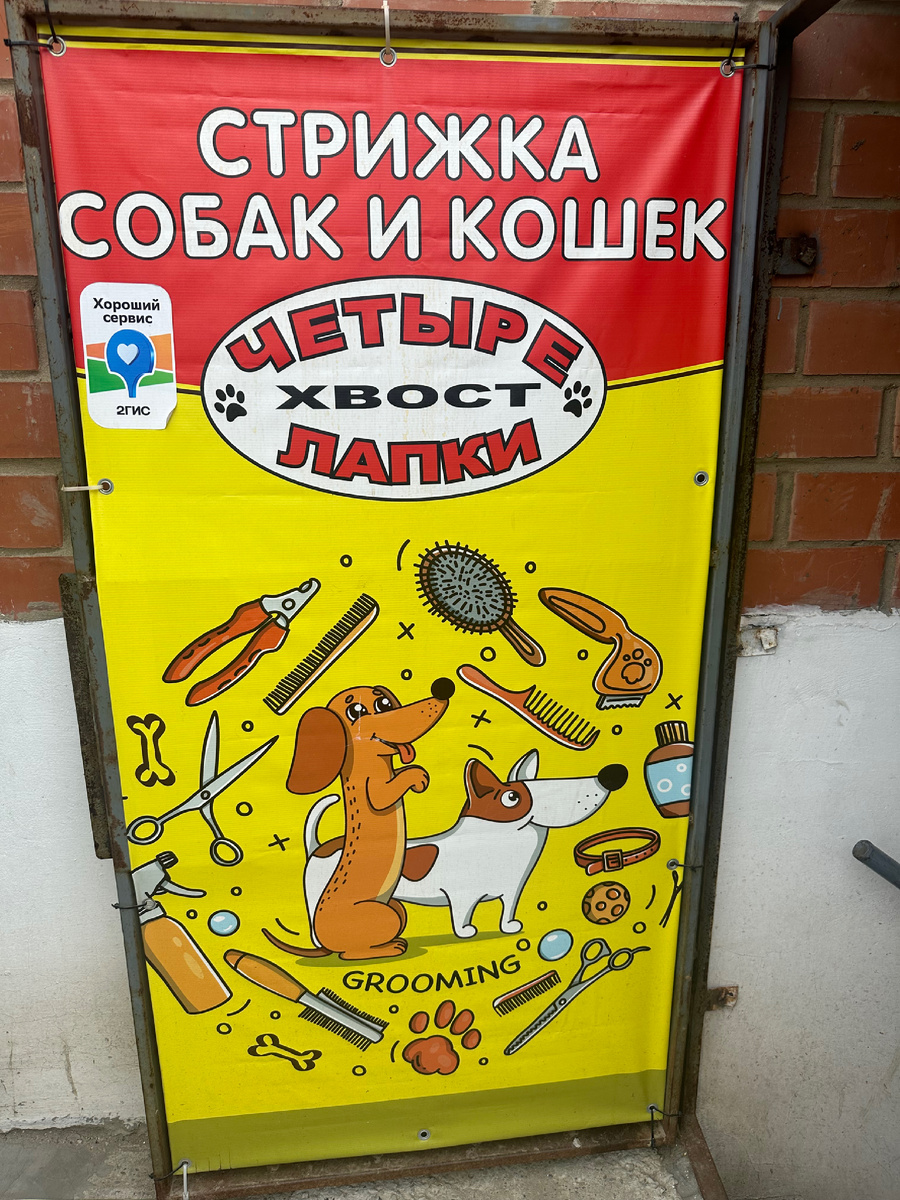 СТРИЖКА
СОБАК И КОШЕК
Хороший
сервис
2ГИС
ЧЕТЫРЕ
ХВОСТ
ЛАПКИ
GROOMING